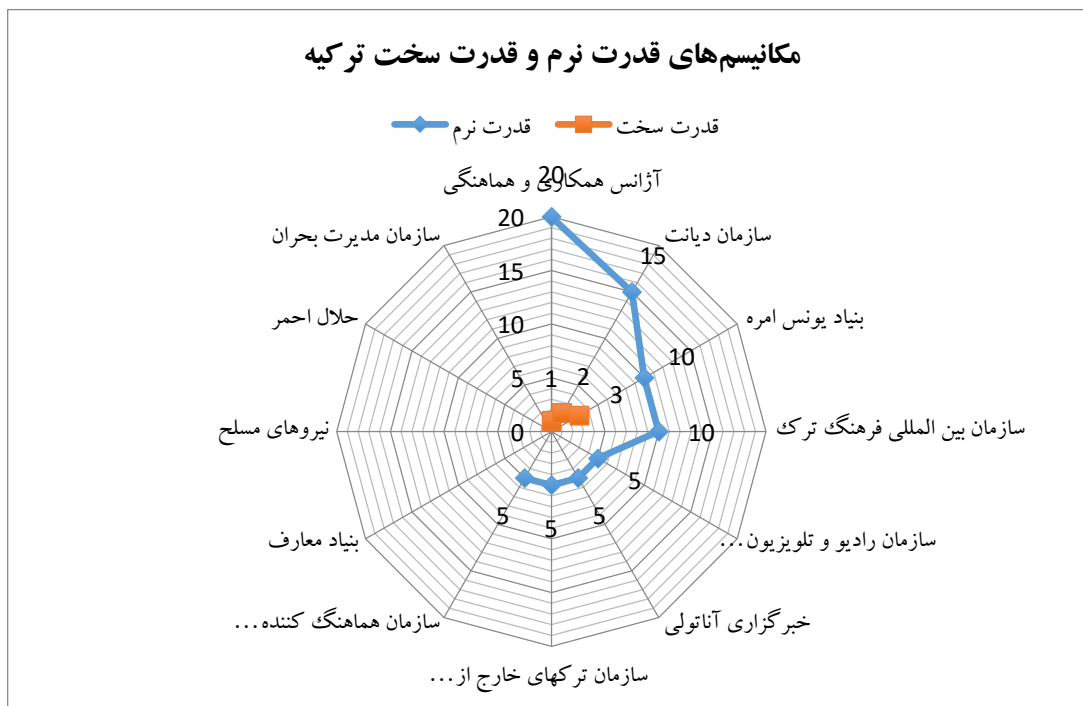 مکانیسم‌های قدرت نرم و قدرت سخت ترکیه
قدرت نرم
قدرت سخت
آژانس همکاری و هماهنگی
سازمان دیانت
بنیاد یونس امره
سازمان بین المللی فرهنگ ترک
سازمان رادیو و تلویزیون...
خبرگزاری آناتولی
سازمان ترکهای خارج از...
سازمان هماهنگ کننده...
بنیاد معارف
نیروهای مسلح
حلال احمر
سازمان مدیرت بحران
20
15
10
5
0
20
15
10
10
5
5
5
5
1
2
3